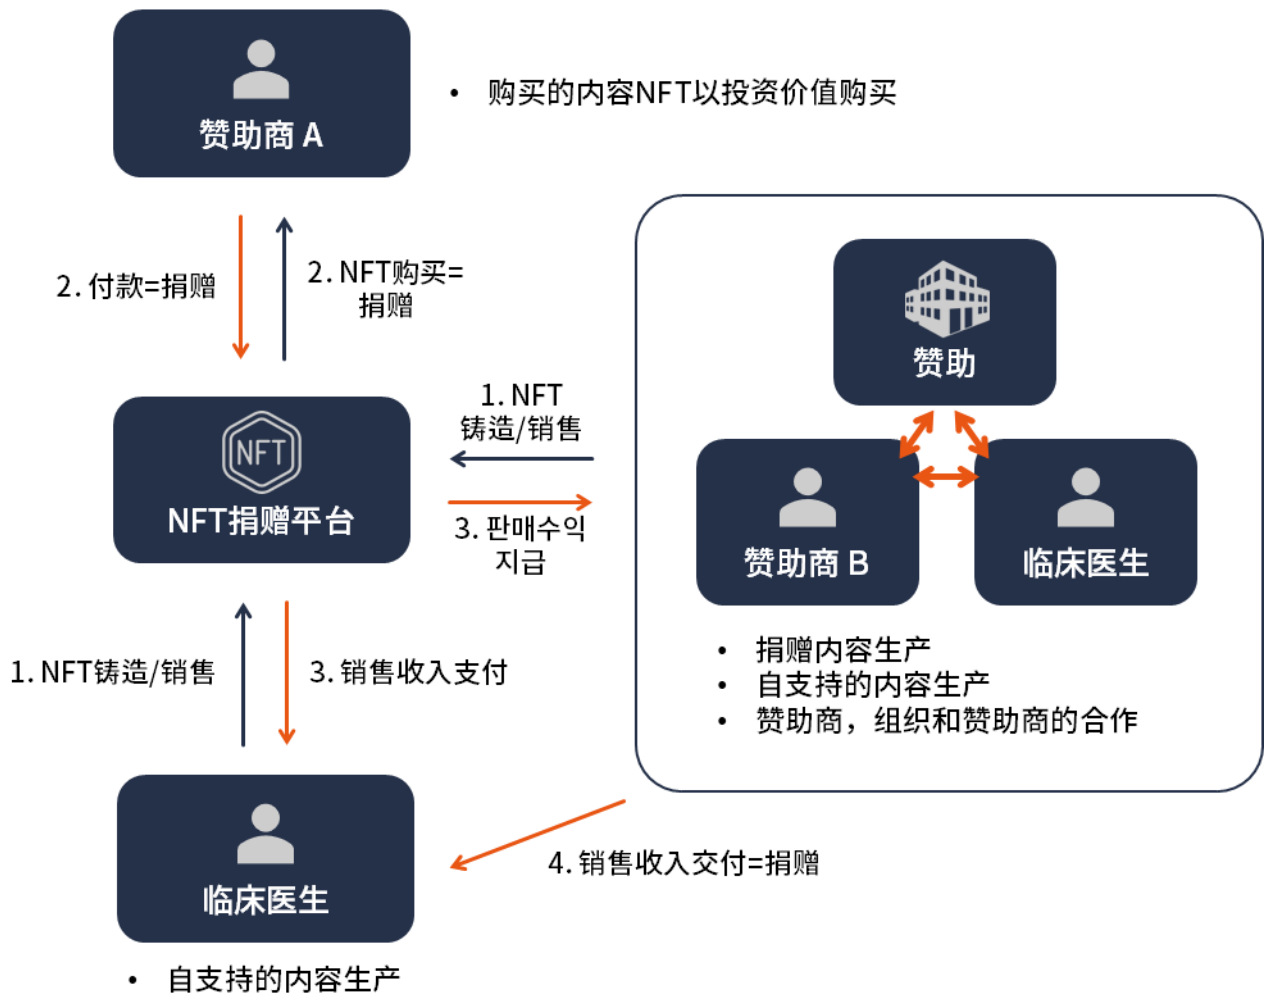 赞助商 A
• 购买的内容NFT以投资价值购买
2. 付款=捐赠
2. NFT购买=
捐赠
赞助
1. NFT
铸造/销售
NFT
NFT捐赠平台
3. 판매수익
지급
赞助商 B
临床医生
• 捐赠内容生产
• 自支持的内容生产
• 赞助商，组织和赞助商的合作
1. NFT铸造/销售
3. 销售收入支付
4. 销售收入交付=捐赠
临床医生
• 自支持的内容生产